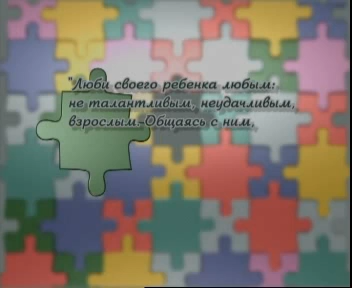 "Люби своего ребенка любым:
не талантливым, неудачливым,
взрослым. Общаясь с ним,